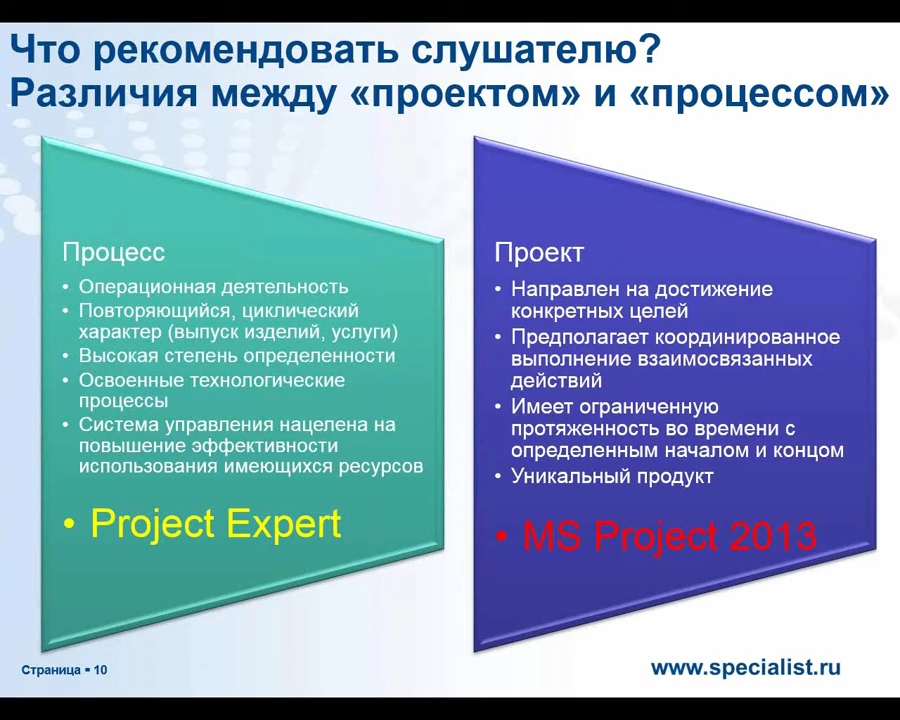 Что рекомендовать слушателю?
Различия между «проектом» и «процессом»
Процесс
• Операционная деятельность
• Повторяющийся, циклический
характер (выпуск изделий, услуги)
• Высокая степень определенности
• Освоенные технологические
процессы
• Система управления нацелена на
повышение эффективности
использования имеющихся ресурсов
• Project Expert
Проект
• Направлен на достижение
конкретных целей
• Предполагает координированное
выполнение взаимосвязанных
действий
• Имеет ограниченную
протяженность во времени с
определенным началом и концом
• Уникальный продукт
• MS Project 2013
Страница ▪ 10
www.specialist.ru